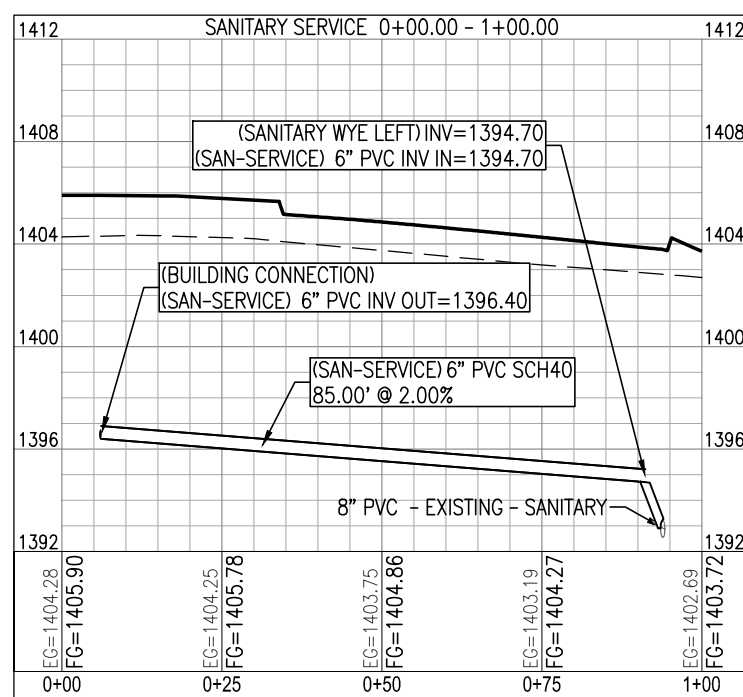 SANITARY SERVICE 0+00.00 - 1+00.00
1412
1412
(SANITARY WYE LEFT) INV=1394.70
(SAN-SERVICE) 6" PVC INV IN=1394.70
1408
1408
1404
1404
(BUILDING CONNECTION)
(SAN-SERVICE) 6" PVC INV OUT=1396.40
1400
1400
(SAN-SERVICE) 6" PVC SCH40
85.00' @ 2.00%
1396
1396
8" PVC - EXISTING - SANITARY
1392
1392
EG=1404.28
FG=1405.90
EG=1404.25
FG=1405.78
EG=1403.75
FG=1404.86
EG=1403.19
FG=1404.27
EG=1402.69
FG=1403.72
0+00
0+25
0+50
0+75
1+00